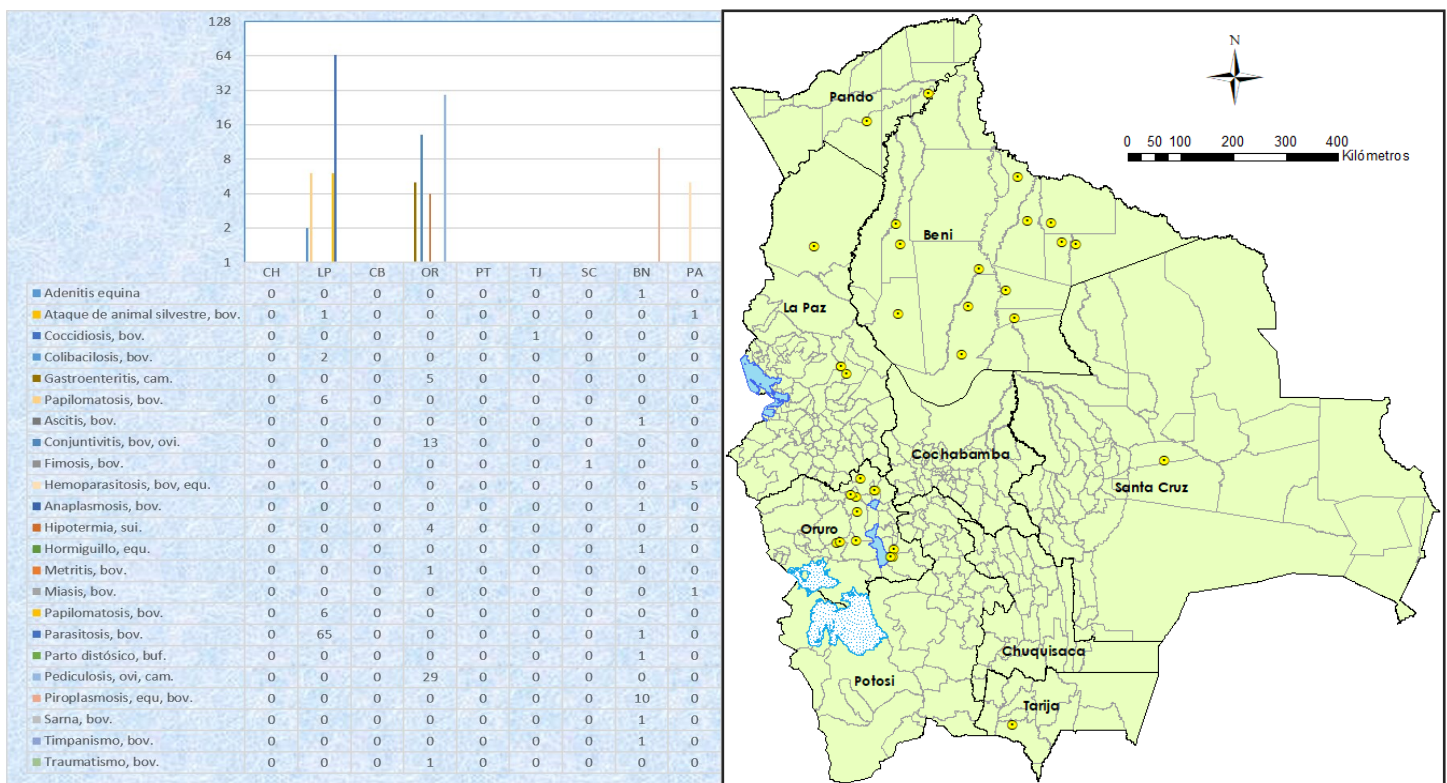 128
64
32
16
8
4
2
1
CH LP CB OR PT TJ SC BN PA
Adenitis equina 0 0 0 0 0 0 0 1 0
Ataque de animal silvestre, bov. 0 1 0 0 0 0 0 0 1
Coccidiosis, bov. 0 0 0 0 0 1 0 0 0
Colibacilosis, bov. 0 2 0 0 0 0 0 0 0
Gastroenteritis, cam. 0 0 0 5 0 0 0 0 0
Papilomatosis, bov. 0 6 0 0 0 0 0 0 0
Ascitis, bov. 0 0 0 0 0 0 0 1 0
Conjuntivitis, bov, ovi. 0 0 0 13 0 0 0 0 0
Fimosis, bov. 0 0 0 0 0 0 1 0 0
Hemoparasitosis, bov, equ. 0 0 0 0 0 0 0 0 5
Anaplasmosis, bov. 0 0 0 0 0 0 0 1 0
Hipotermia, sui. 0 0 0 4 0 0 0 0 0
Hormiguillo, equ. 0 0 0 0 0 0 0 1 0
Metritis, bov. 0 0 0 1 0 0 0 0 0
Miasis, bov. 0 0 0 0 0 0 0 0 1
Papilomatosis, bov. 0 6 0 0 0 0 0 0 0
Parasitosis, bov. 0 65 0 0 0 0 0 1 0
Parto distósico, buf. 0 0 0 0 0 0 0 1 0
Pediculosis, ovi, cam. 0 0 0 29 0 0 0 0 0
Piroplasmosis, equ, bov. 0 0 0 0 0 0 0 10 0
Sarna, bov. 0 0 0 0 0 0 0 1 0
Timpanismo, bov. 0 0 0 0 0 0 0 1 0
Traumatismo, bov. 0 0 0 1 0 0 0 0 0
N
0 50 100 200 300 400
Kilómetros
Pando
Beni
La Paz
Cochabamba
Santa Cruz
Oruro
Chuquisaca
Potosi
Tarija